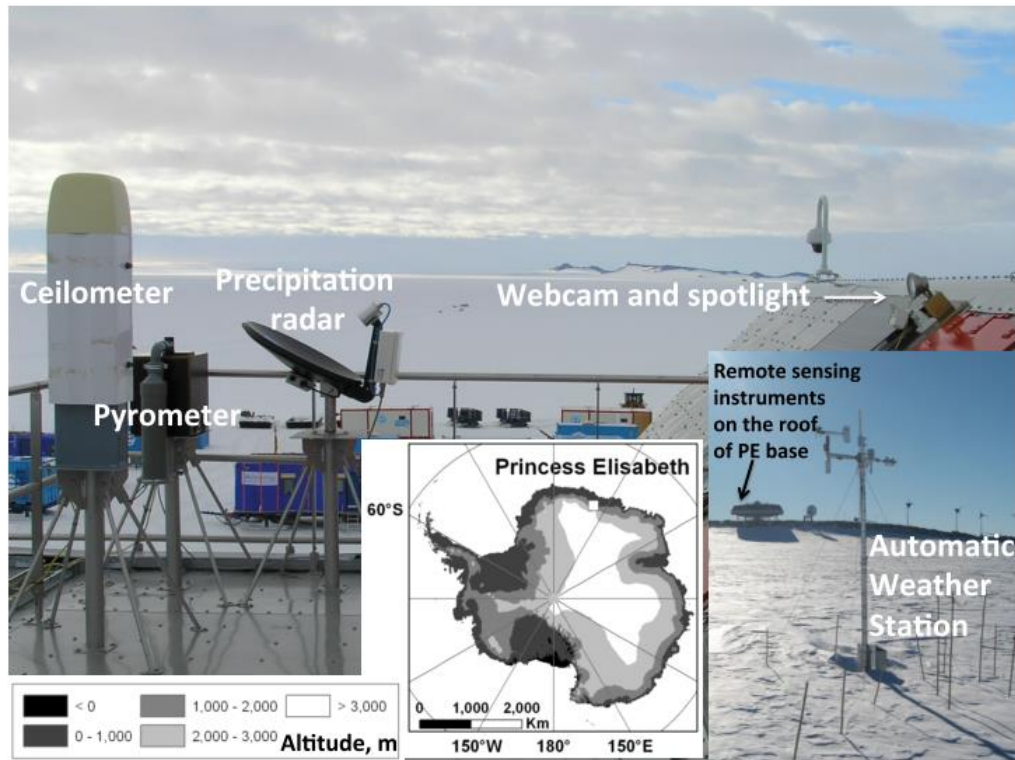 Ceilometer
Precipitation
radar
Webcam and spotlight
Pyrometer
Remote sensing
instruments
on the roof
of PE base
Automatic
Weather
Station
Princess Elisabeth
60°S
0 1,000 2,000
Km
150°W 180° 150°E
< 0
1,000 - 2,000
> 3,000
0 - 1,000
2,000 - 3,000
Altitude, m